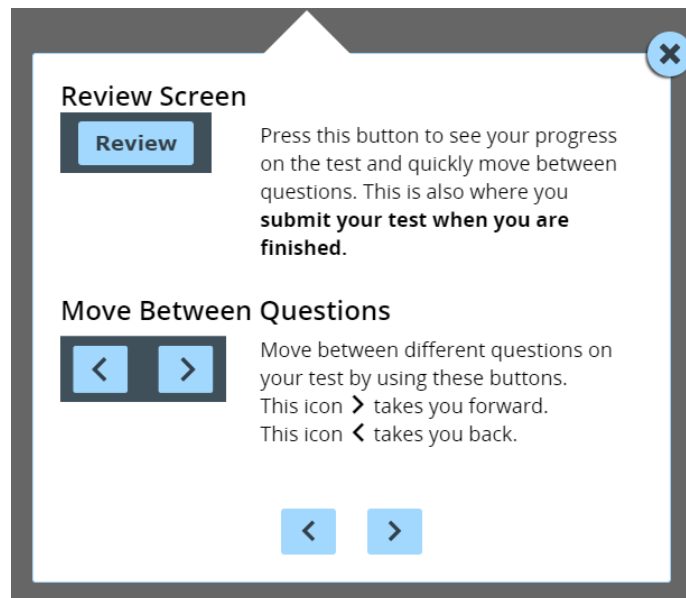 Review Screen
Review
Press this button to see your progress
on the test and quickly move between
questions. This is also where you
submit your test when you are
finished.
Move Between Questions
< >
Move between different questions on
your test by using these buttons.
This icon > takes you forward.
This icon < takes you back.
< >